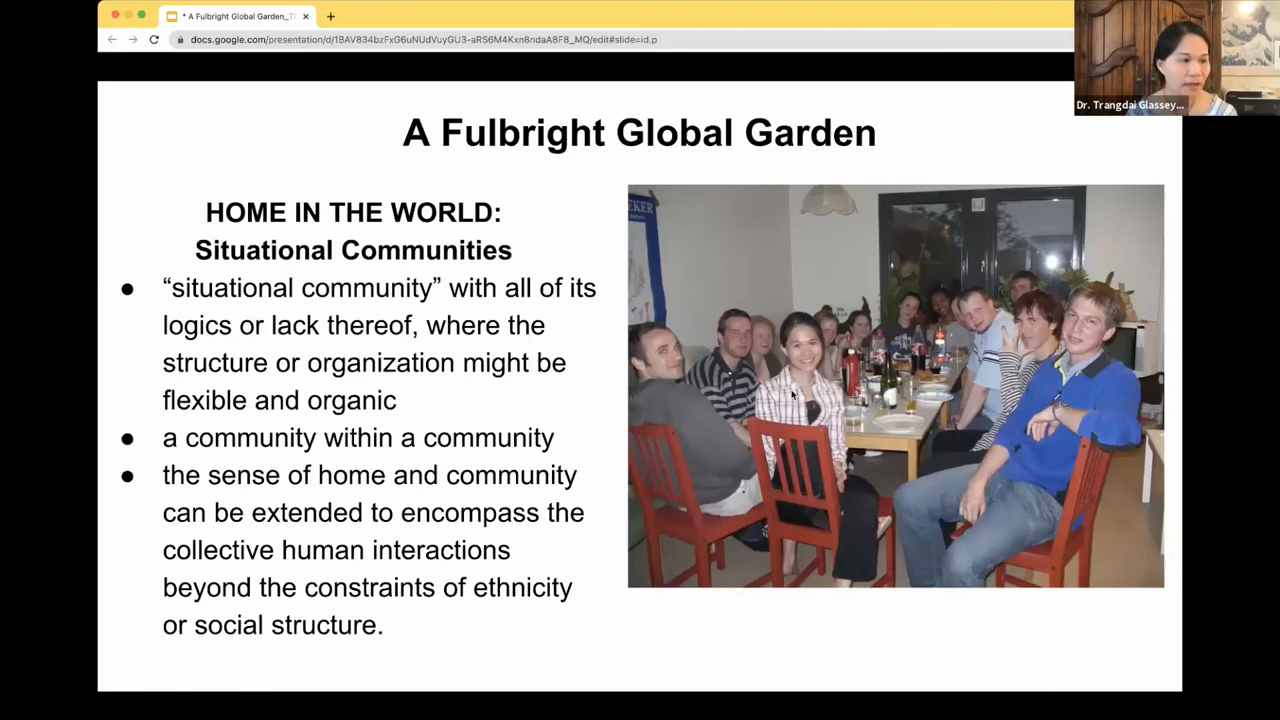 * A Fulbright Global Garden_TU
docs.google.com/presentation/d/1BAV834bzFxG6uNUdVuyGU3-aRS6M4Kxn8ndaA8F8_MQ/edit#slide=id.p
Dr. Trangdai Glassey...
A Fulbright Global Garden
HOME IN THE WORLD:
Situational Communities
● “situational community” with all of its
logics or lack thereof, where the
structure or organization might be
flexible and organic
● a community within a community
● the sense of home and community
can be extended to encompass the
collective human interactions
beyond the constraints of ethnicity
or social structure.